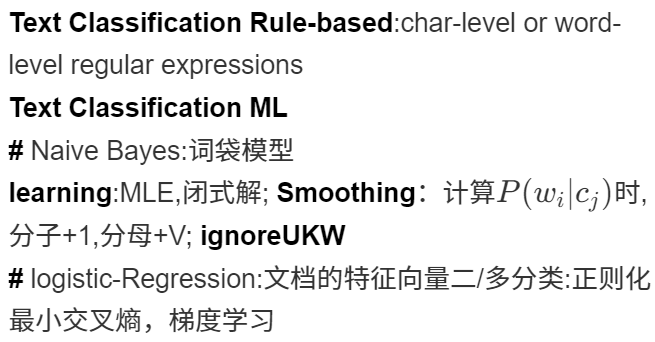 Text Classification Rule-based:char-level or word-
level regular expressions
Text Classification ML
# Naive Bayes:词袋模型
learning:MLE,闭式解; Smoothing：计算P(w_i|c_j)时,
分子+1,分母+V; ignoreUKW
# logistic-Regression:文档的特征向量二/多分类:正则化
最小交叉熵，梯度学习